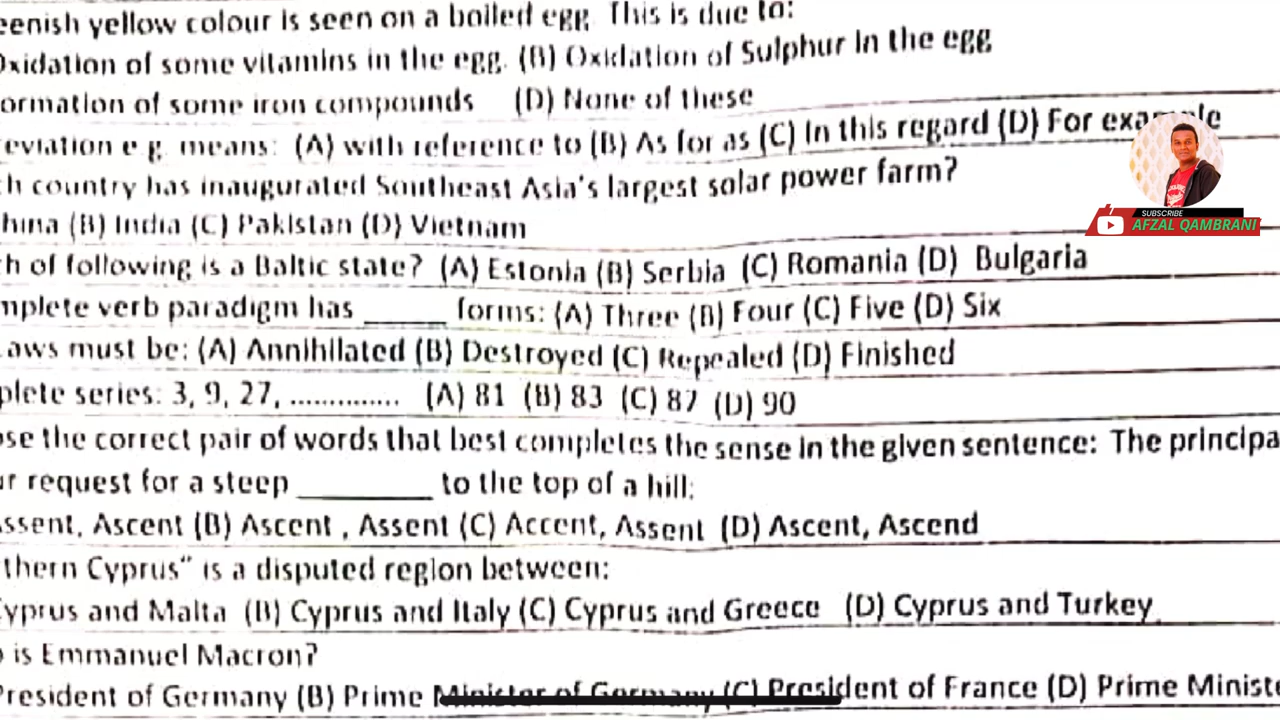 eenish yellow colour is seen on a boiled egg. This is due to:
Oxidation of some vitamins in the egg. (B) Oxidation of Sulphur In the egg
ormation of some iron compounds (D) None of these
eviation e g. means: (A) with reference to (B) As for as (C) In this regard (D) For example
h country has inaugurated Southeast Asia's largest solar power farm?
hina (B) India (C) Pakistan (D) Vietnam
SUBSCRIBE
AFZAL QAMBRANI
h of following is a Baltic state? (A) Estonia (B) Serbia (C) Romania (D) Bulgaria
mplete verb paradigm has ______ forms: (A) Three (B) Four (C) Five (D) Six
Laws must be: (A) Annihilated (B) Destroyed (C) Repealed (D) Finished
plete series: 3, 9, 27, .............. (A) 81 (B) 83 (C) 87 (D) 90
ose the correct pair of words that best completes the sense in the given sentence: The principa
ur request for a steep _________ to the top of a hill:
Assent, Ascent (B) Ascent , Assent (C) Accent, Assent (D) Ascent, Ascend
thern Cyprus" is a disputed region between:
Cyprus and Malta (B) Cyprus and Italy (C) Cyprus and Greece (D) Cyprus and Turkey
o is Emmanuel Macron?
President of Germany (B) Prime Minister of Germany (C) President of France (D) Prime Ministe